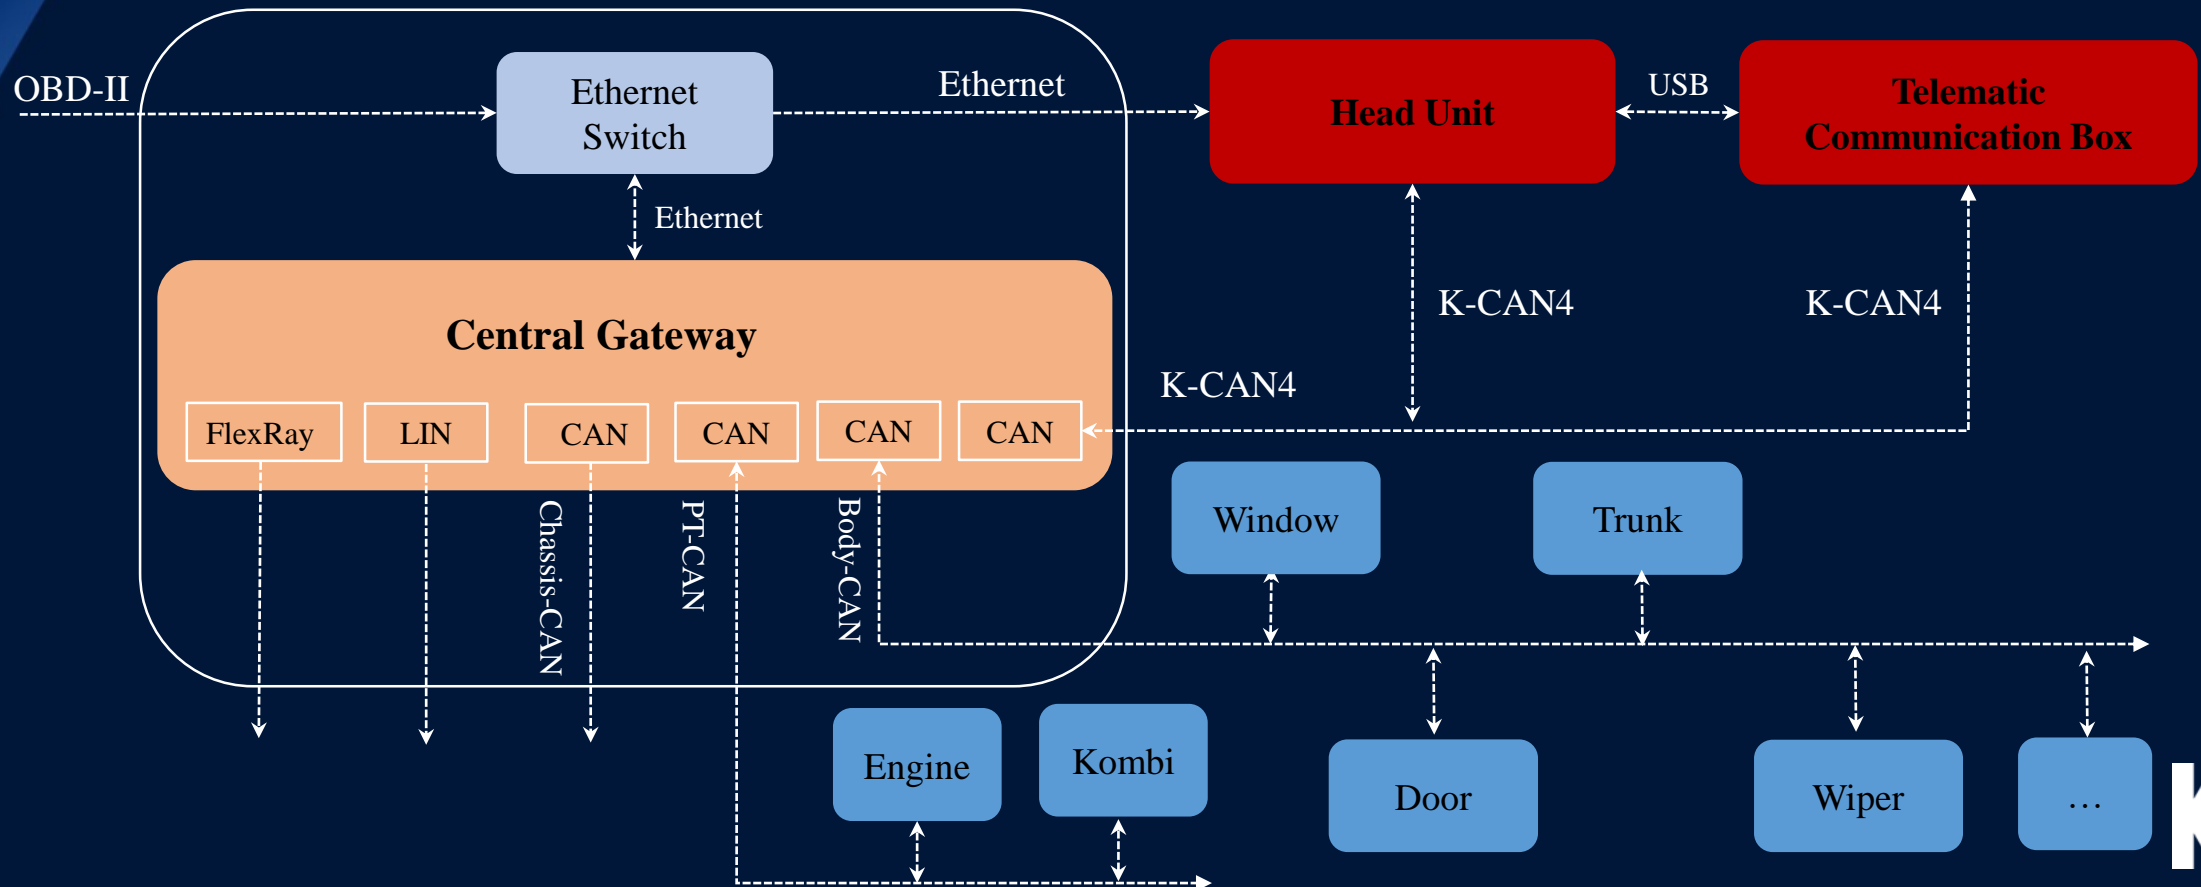 OBD-II
Ethernet
Switch
Ethernet
Head Unit
USB
Telematic
Communication Box
Ethernet
Central Gateway
K-CAN4
K-CAN4
K-CAN4
FlexRay
LIN
CAN
CAN
CAN
CAN
Chassis-CAN
PT-CAN
Body-CAN
Window
Trunk
Engine
Kombi
Door
Wiper
…